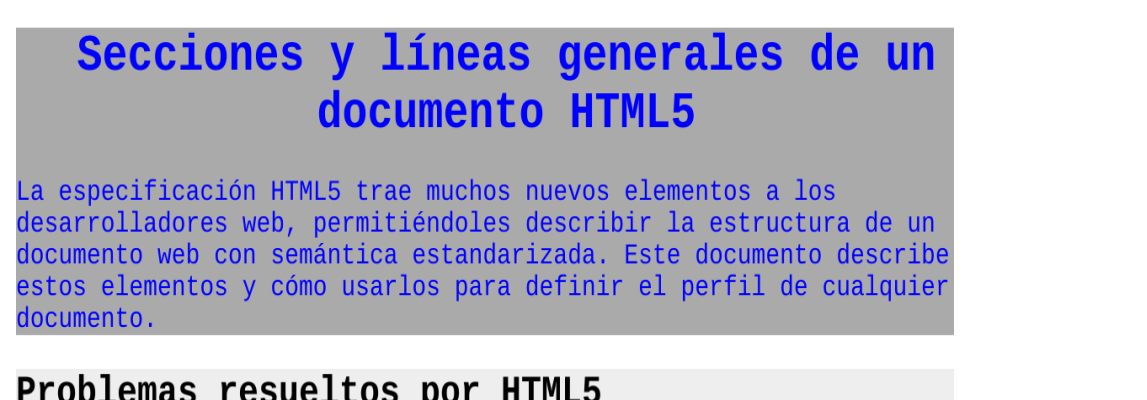 Secciones y líneas generales de un
documento HTML5
La especificación HTML5 trae muchos nuevos elementos a los
desarrolladores web, permitiéndoles describir la estructura de un
documento web con semántica estandarizada. Este documento describe
estos elementos y cómo usarlos para definir el perfil de cualquier
documento.
Problemas resueltos por HTML5